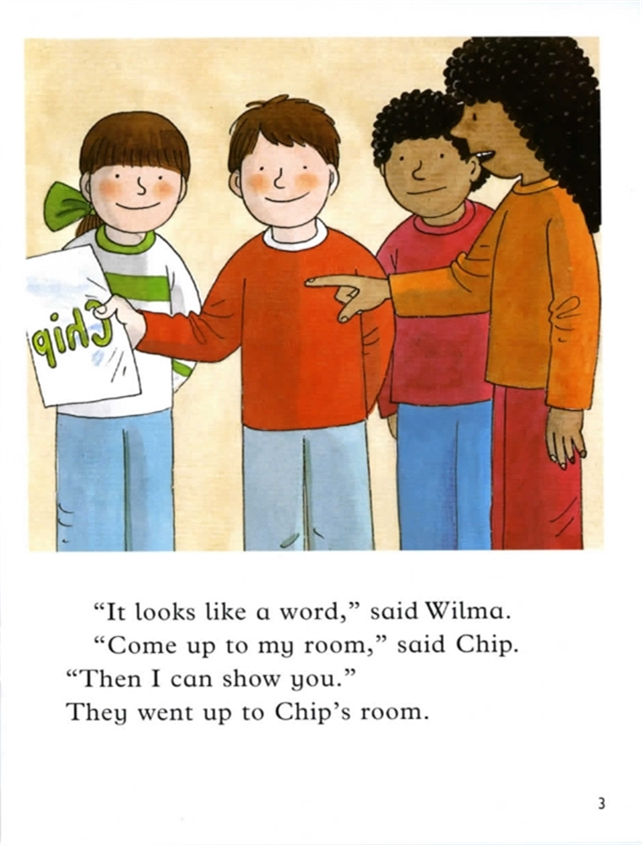 Chip
“It looks like a word,” said Wilma.
“Come up to my room,” said Chip.
“Then I can show you.”
They went up to Chip’s room.
3